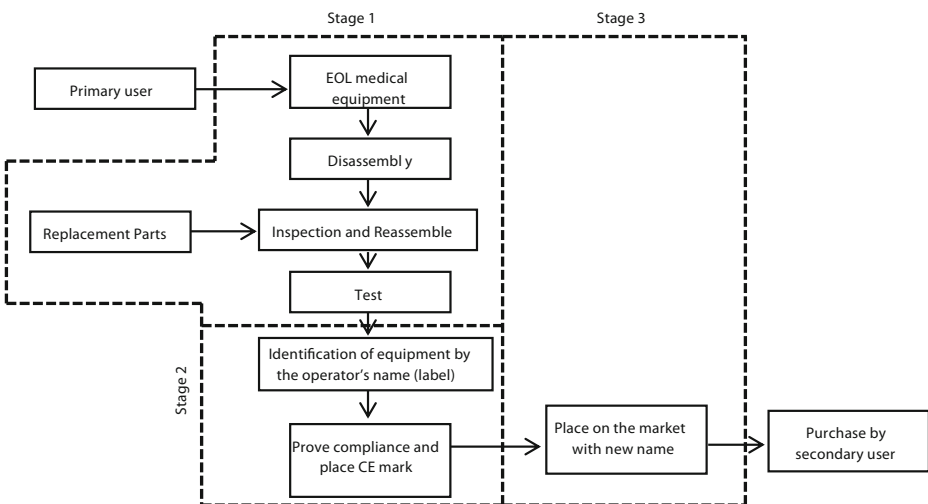 Stage 1
Stage 3
Primary user
EOL medical
equipment
Disassembl y
Replacement Parts
Inspection and Reassemble
Test
Stage 2
Identification of equipment by
the operator's name (label)
Prove compliance and
place CE mark
Place on the market
with new name
Purchase by
secondary user